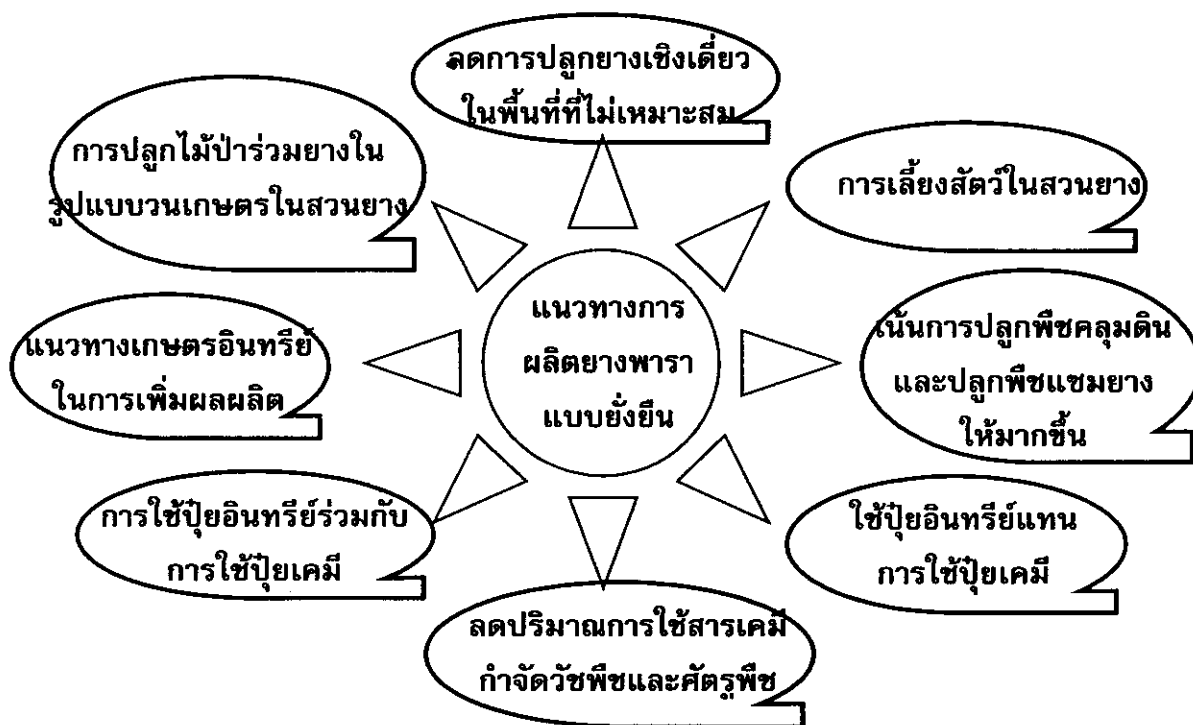 ลดการปลูกยางเชิงเดี่ยว
ในพื้นที่ที่ไม่เหมาะสม
การปลูกไม้ป่าร่วมยางใน
รูปแบบวนเกษตรในสวนยาง
การเลี้ยงสัตว์ในสวนยาง
แนวทางการ
ผลิตยางพารา
แบบยั่งยืน
แนวทางเกษตรอินทรีย์
ในการเพิ่มผลผลิต
เน้นการปลูกพืชคลุมดิน
และปลูกพืชแซมยาง
ให้มากขึ้น
การใช้ปุ๋ยอินทรีย์ร่วมกับ
การใช้ปุ๋ยเคมี
ใช้ปุ๋ยอินทรีย์แทน
การใช้ปุ๋ยเคมี
ลดปริมาณการใช้สารเคมี
กำจัดวัชพืชและศัตรูพืช